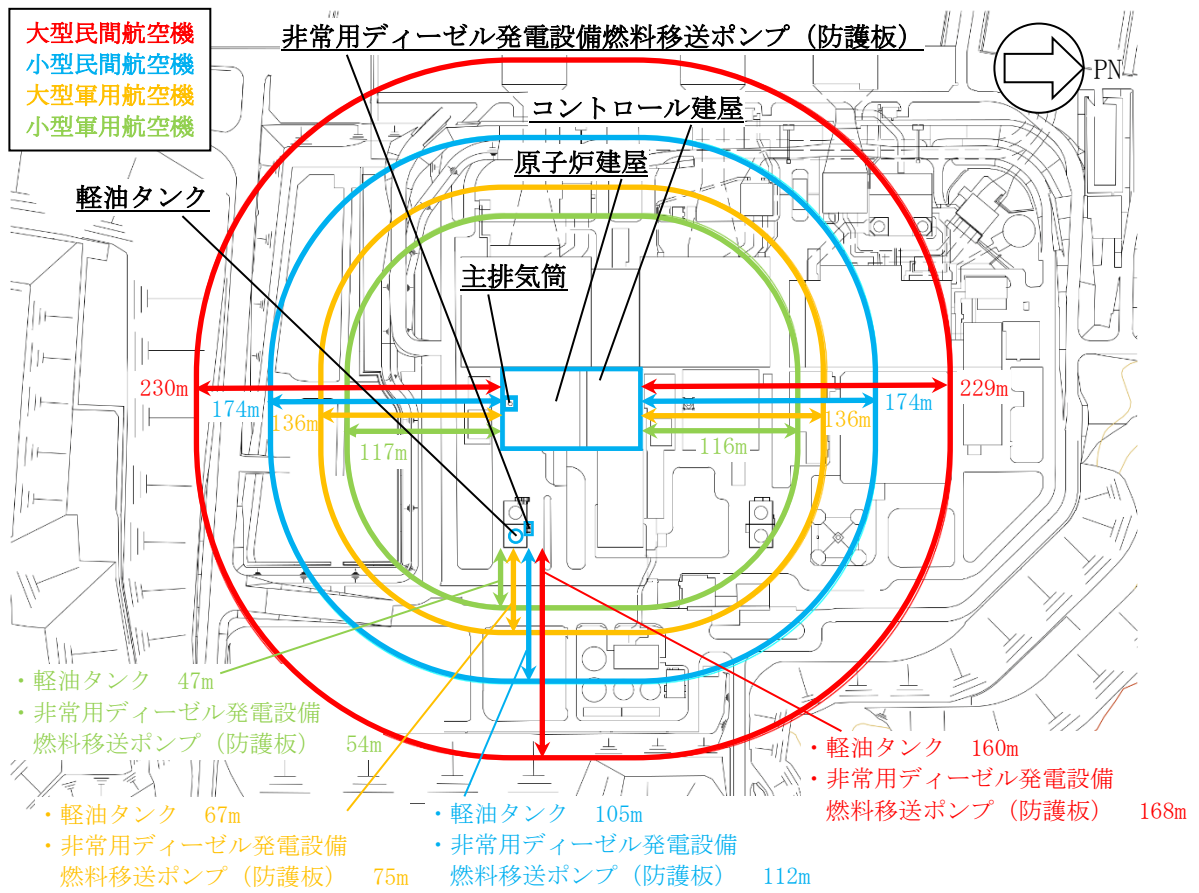 大型民間航空機
小型民間航空機
大型軍用航空機
小型軍用航空機
非常用ディーゼル発電設備燃料移送ポンプ（防護板）
PN
コントロール建屋
原子炉建屋
軽油タンク
主排気筒
230m
174m
136m
117m
229m
174m
136m
116m
・軽油タンク 47m
・非常用ディーゼル発電設備
燃料移送ポンプ（防護板） 54m
・軽油タンク 160m
・非常用ディーゼル発電設備
燃料移送ポンプ（防護板） 168m
・軽油タンク 67m
・非常用ディーゼル発電設備
燃料移送ポンプ（防護板） 75m
・軽油タンク 105m
・非常用ディーゼル発電設備
燃料移送ポンプ（防護板） 112m